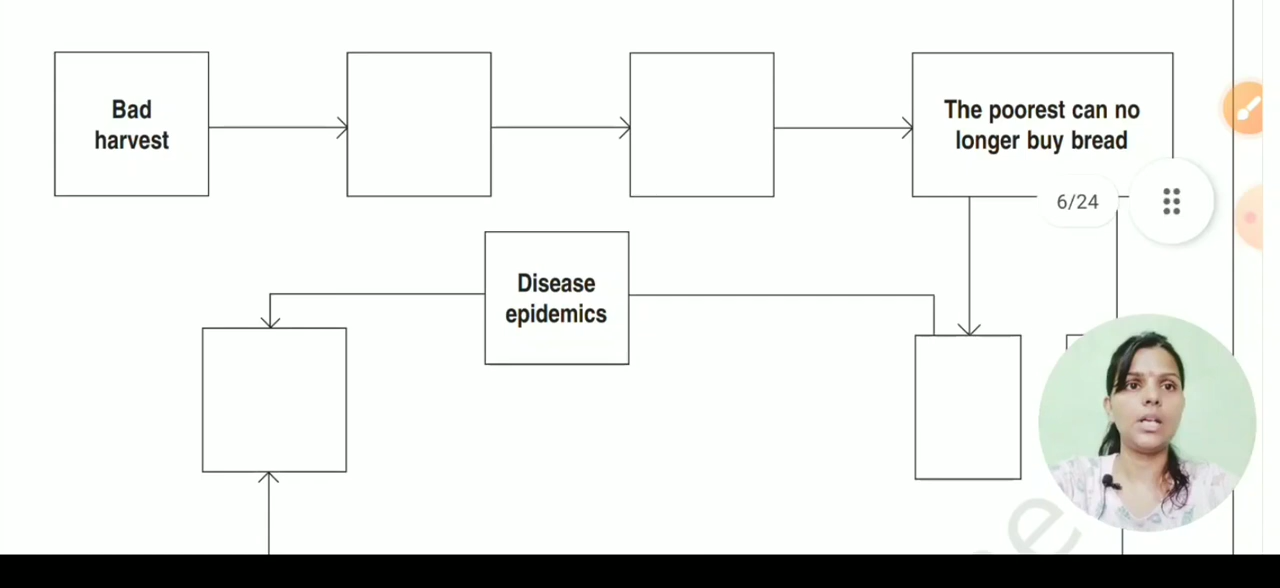 Bad
harvest
The poorest can no
longer buy bread
6/24
Disease
epidemics